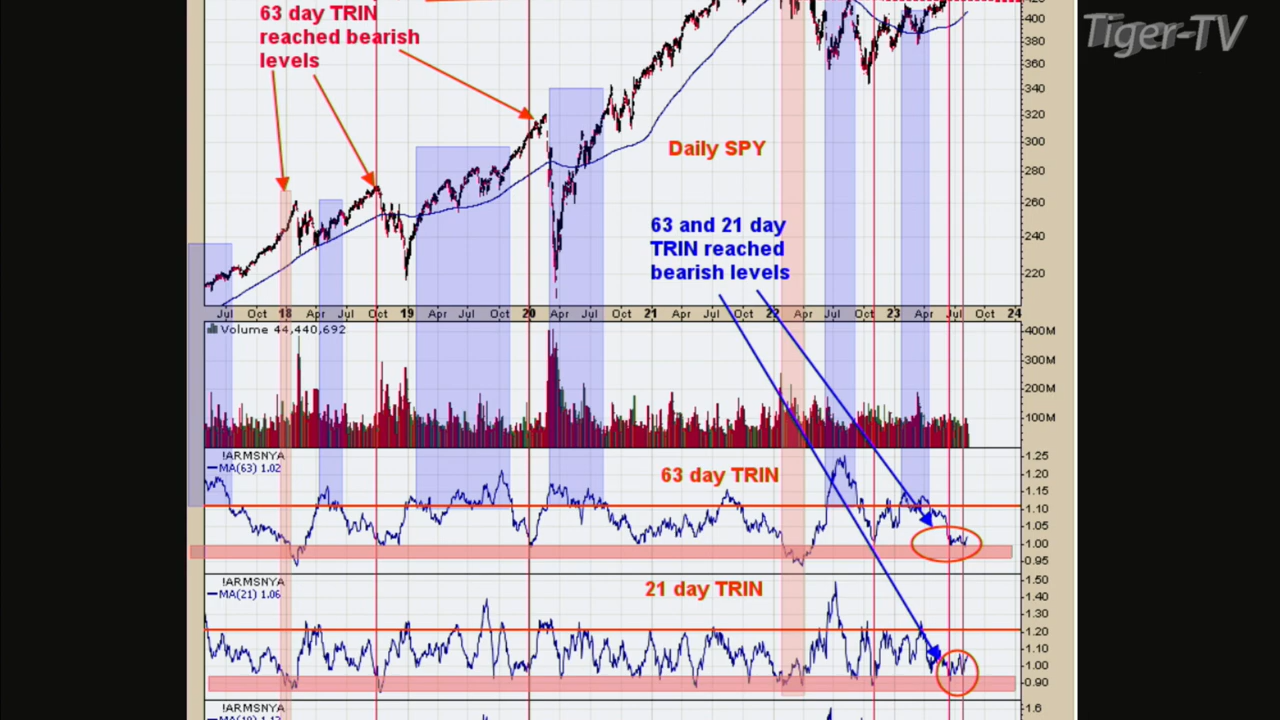 63 day TRIN
reached bearish
levels
Tiger-TV
420
400
380
360
340
320
300
280
260
240
220
Daily SPY
63 and 21 day
TRIN reached
bearish levels
Jul Oct 18 Apr Jul Oct 19 Apr Jul Oct 20 Apr Jul Oct 21 Apr Jul Oct 22 Apr Jul Oct 23 Apr Jul Oct 24
Volume 44,440,692
400M
300M
200M
100M
!ARMSNYA
MA(63) 1.02
63 day TRIN
1.25
1.20
1.15
1.10
1.05
1.00
0.95
!ARMSNYA
MA(21) 1.06
21 day TRIN
1.50
1.40
1.30
1.20
1.10
1.00
0.90
!ARMSNYA
1.6